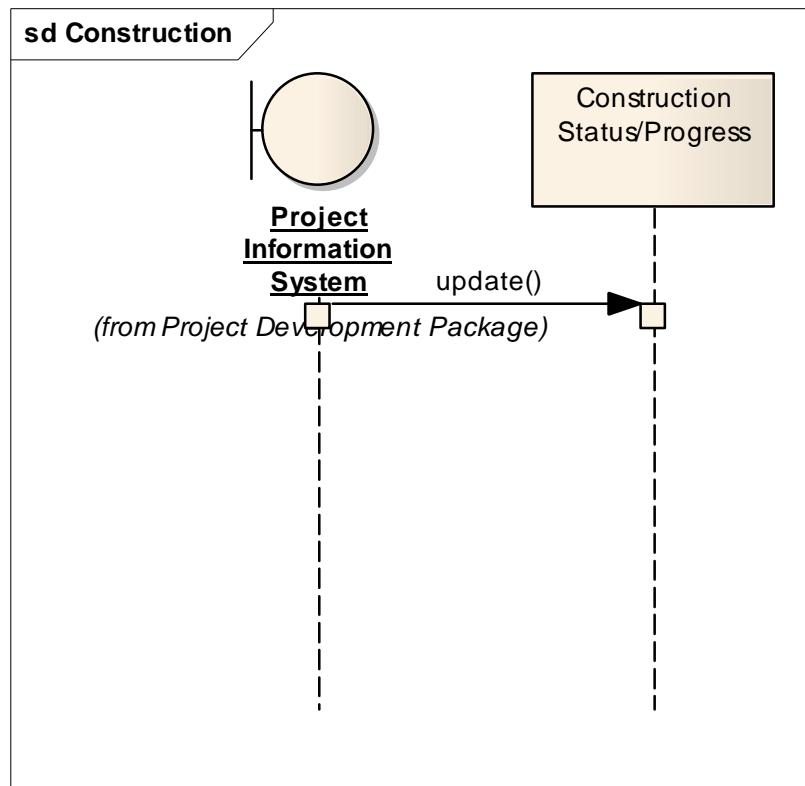 sd Construction
Construction
Status/Progress
Project
Information
System
update()
(from Project Development Package)